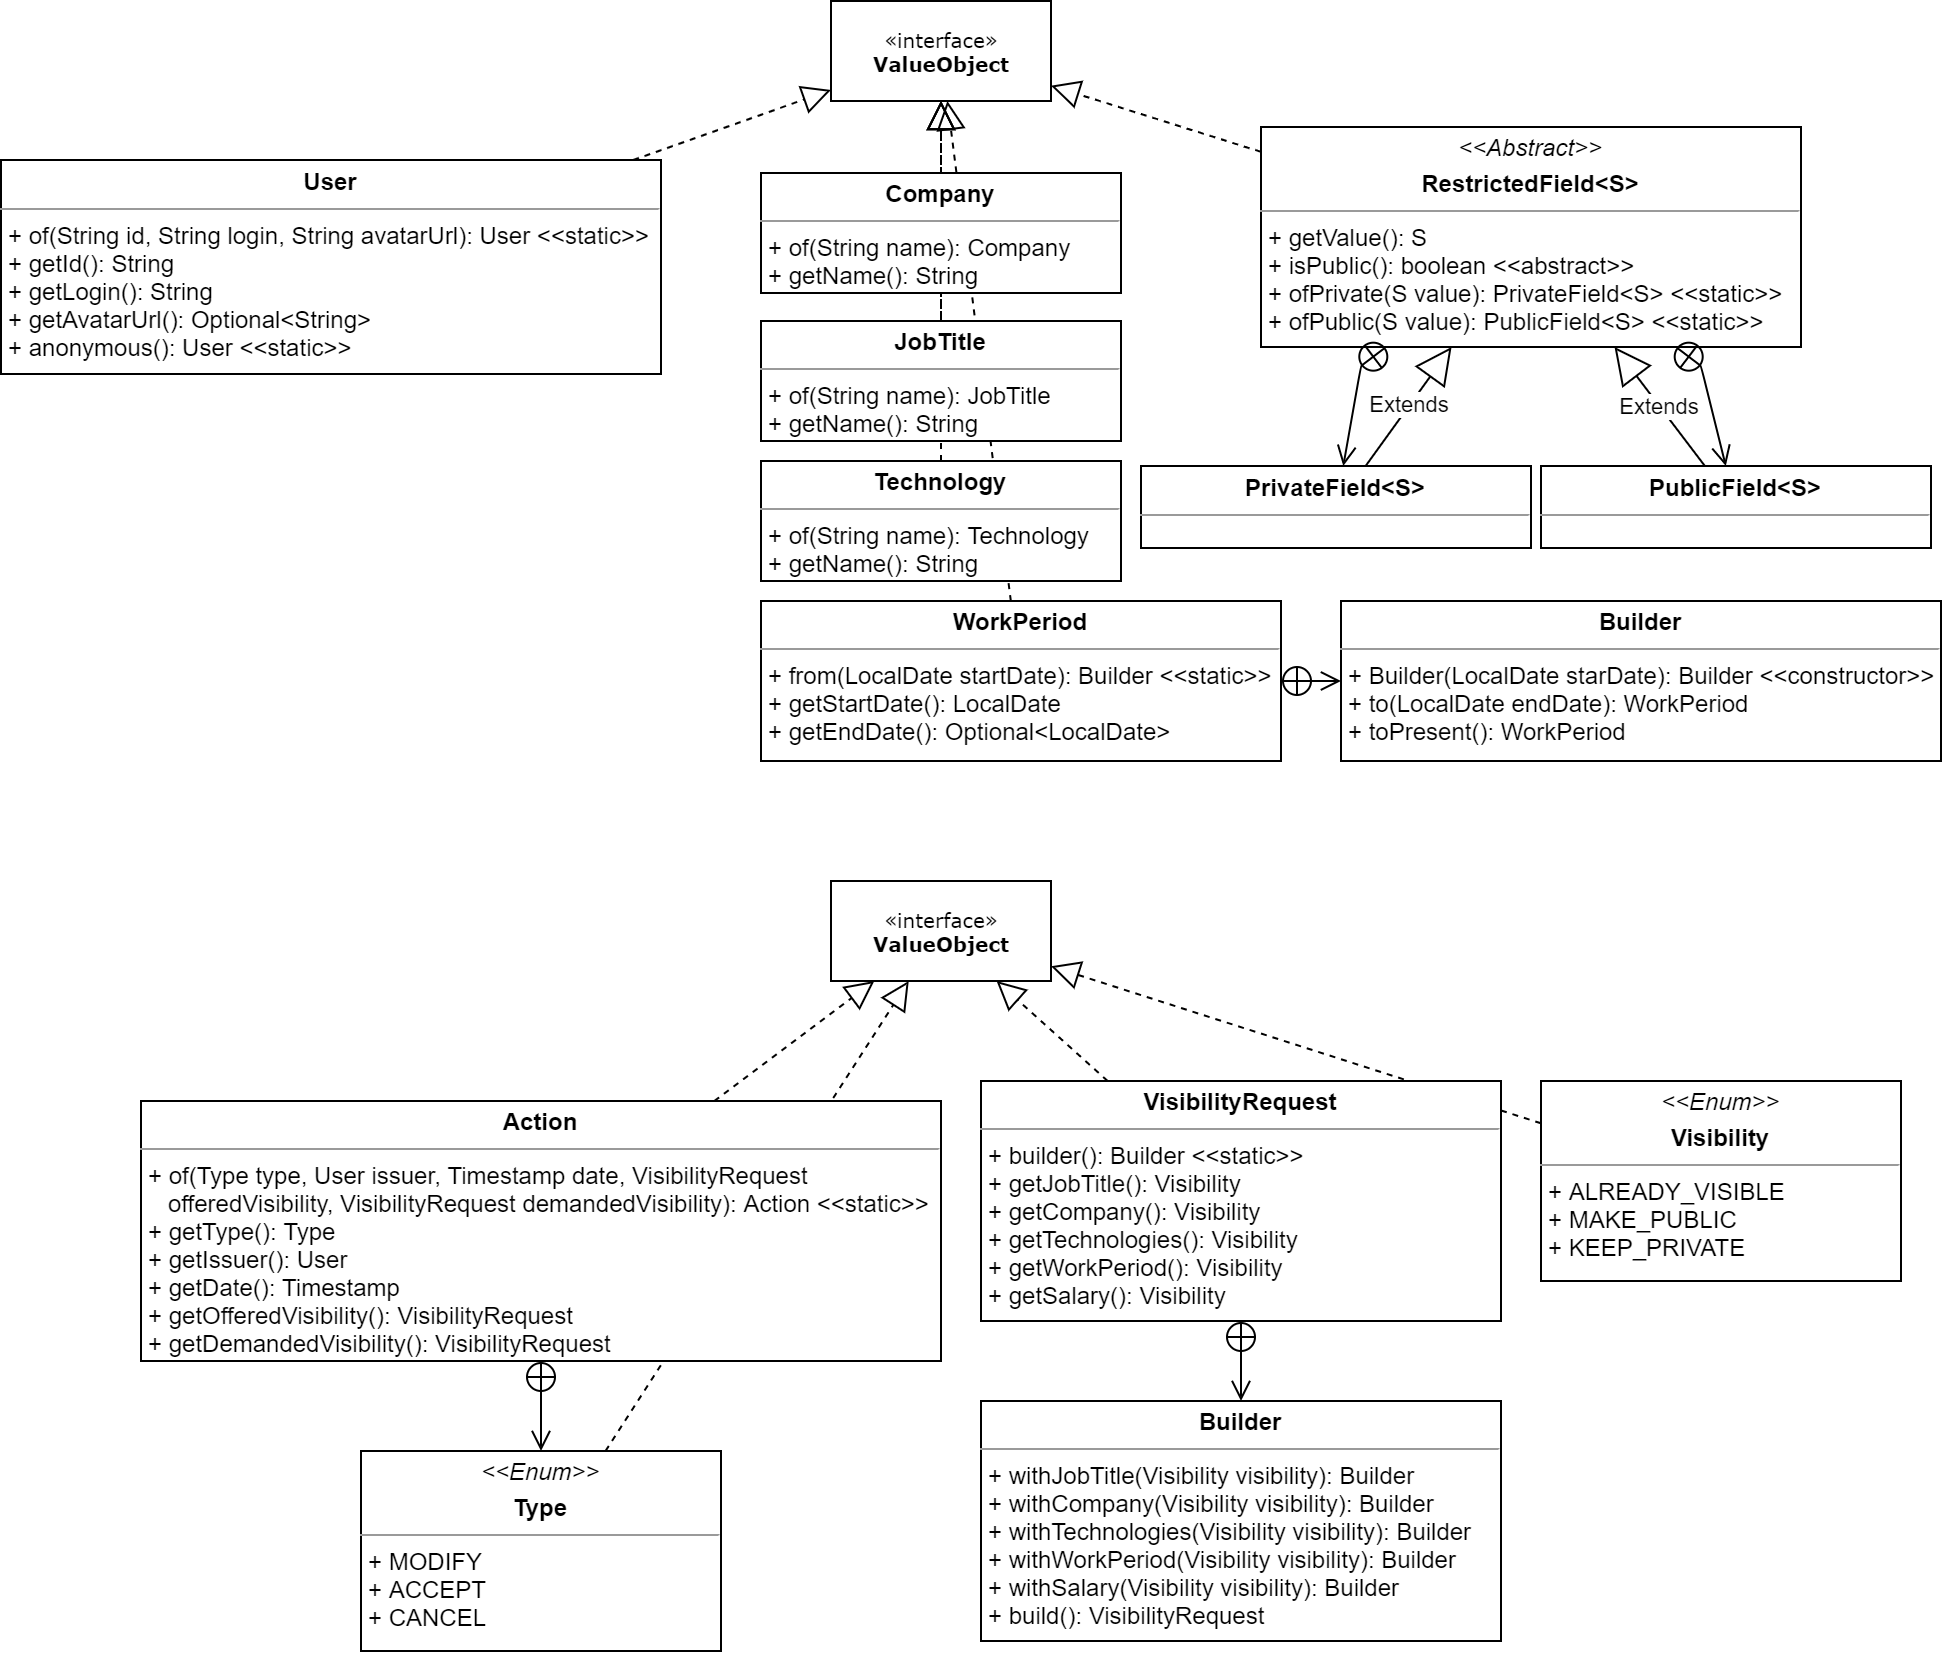 «interface»
ValueObject
User
+ of(String id, String login, String avatarUrl): User <<static>>
+ getId(): String
+ getLogin(): String
+ getAvatarUrl(): Optional<String>
+ anonymous(): User <<static>>
Company
+ of(String name): Company
+ getName(): String
JobTitle
+ of(String name): JobTitle
+ getName(): String
Technology
+ of(String name): Technology
+ getName(): String
<<Abstract>>
RestrictedField<S>
+ getValue(): S
+ isPublic(): boolean <<abstract>>
+ ofPrivate(S value): PrivateField<S> <<static>>
+ ofPublic(S value): PublicField<S> <<static>>
Extends
Extends
PrivateField<S>
PublicField<S>
WorkPeriod
+ from(LocalDate startDate): Builder <<static>>
+ getStartDate(): LocalDate
+ getEndDate(): Optional<LocalDate>
Builder
+ Builder(LocalDate starDate): Builder <<constructor>>
+ to(LocalDate endDate): WorkPeriod
+ toPresent(): WorkPeriod
«interface»
ValueObject
Action
+ of(Type type, User issuer, Timestamp date, VisibilityRequest
offeredVisibility, VisibilityRequest demandedVisibility): Action <<static>>
+ getType(): Type
+ getIssuer(): User
+ getDate(): Timestamp
+ getOfferedVisibility(): VisibilityRequest
+ getDemandedVisibility(): VisibilityRequest
VisibilityRequest
+ builder(): Builder <<static>>
+ getJobTitle(): Visibility
+ getCompany(): Visibility
+ getTechnologies(): Visibility
+ getWorkPeriod(): Visibility
+ getSalary(): Visibility
<<Enum>>
Visibility
+ ALREADY_VISIBLE
+ MAKE_PUBLIC
+ KEEP_PRIVATE
<<Enum>>
Type
+ MODIFY
+ ACCEPT
+ CANCEL
Builder
+ withJobTitle(Visibility visibility): Builder
+ withCompany(Visibility visibility): Builder
+ withTechnologies(Visibility visibility): Builder
+ withWorkPeriod(Visibility visibility): Builder
+ withSalary(Visibility visibility): Builder
+ build(): VisibilityRequest